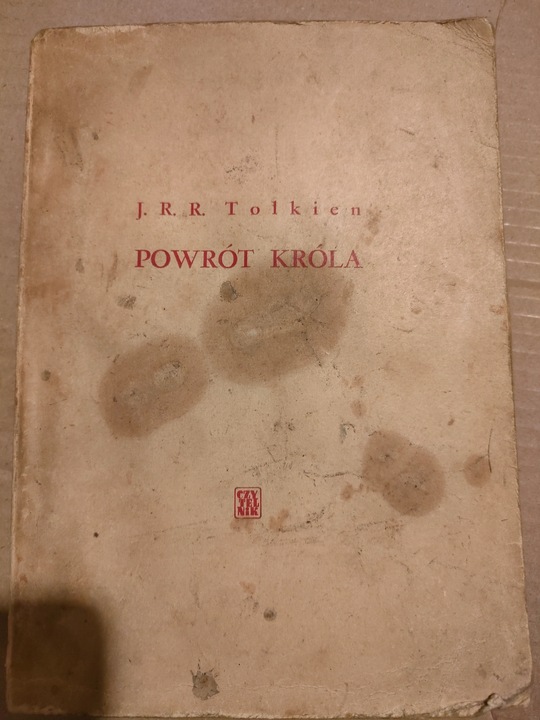 J. R. R. Tolkien
POWRÓT KRÓLA
CZY
TEL
NIK